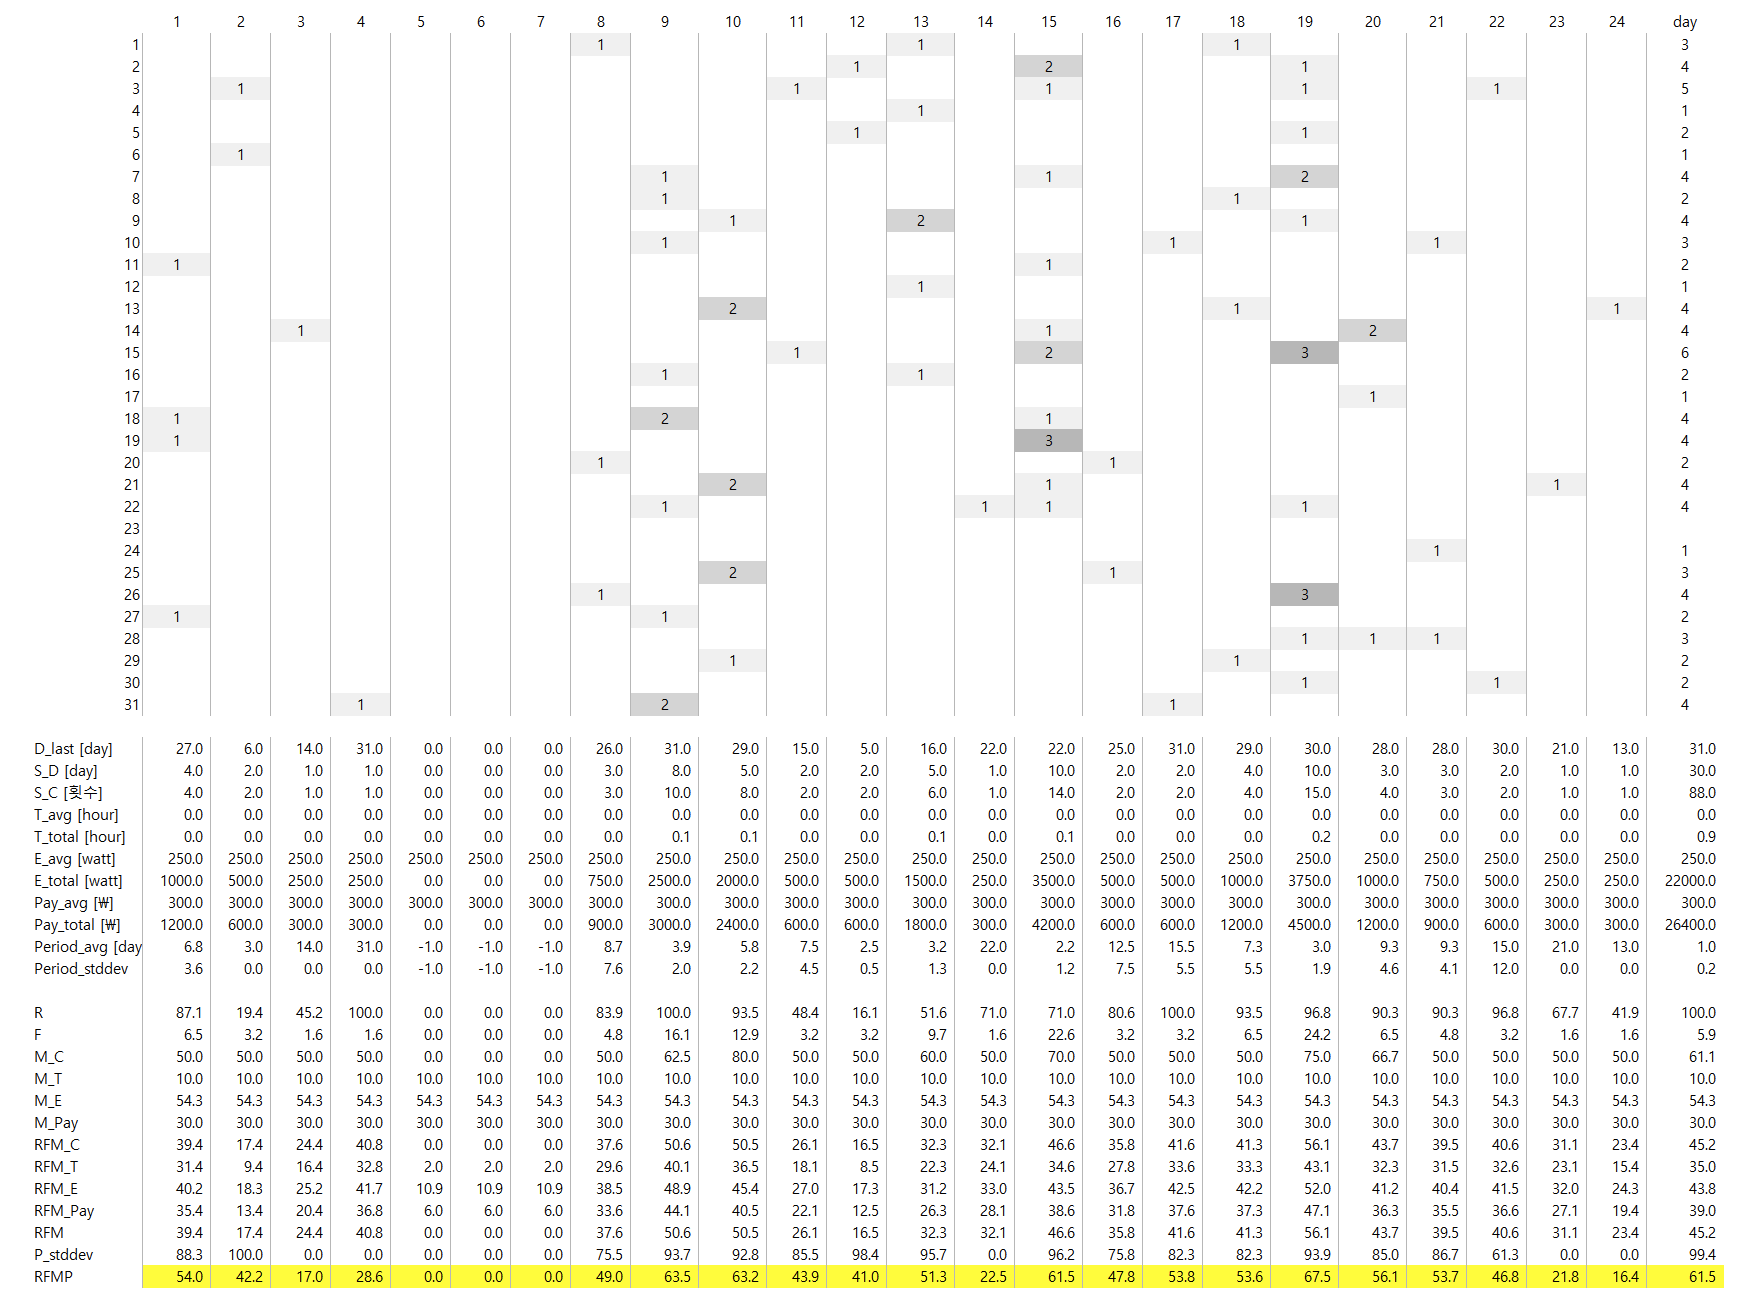 1 2 3 4 5 6 7 8 9 10 11 12 13 14 15 16 17 18 19 20 21 22 23 24 day
1 1 1 1 3
2 1 2 1 4
3 1 1 1 1 1 5
4 1 1
5 1 1 2
6 1 1
7 1 1 2 4
8 1 1 2
9 1 2 1 4
10 1 1 1 3
11 1 1 2
12 1 1
13 2 1 1 4
14 1 1 2 4
15 1 2 3 6
16 1 1 2
17 1 1
18 1 2 1 4
19 1 3 4
20 1 1 2
21 2 1 1 4
22 1 1 1 1 4
23
24 1 1
25 2 1 3
26 1 3 4
27 1 1 2
28 1 1 1 3
29 1 1 2
30 1 1 2
31 1 2 1 4
D_last [day] 27.0 6.0 14.0 31.0 0.0 0.0 0.0 26.0 31.0 29.0 15.0 5.0 16.0 22.0 22.0 25.0 31.0 29.0 30.0 28.0 28.0 30.0 21.0 13.0 31.0
S_D [day] 4.0 2.0 1.0 1.0 0.0 0.0 0.0 3.0 8.0 5.0 2.0 2.0 5.0 1.0 10.0 2.0 2.0 4.0 10.0 3.0 3.0 2.0 1.0 1.0 30.0
S_C [횟수] 4.0 2.0 1.0 1.0 0.0 0.0 0.0 3.0 10.0 8.0 2.0 2.0 6.0 1.0 14.0 2.0 2.0 4.0 15.0 4.0 3.0 2.0 1.0 1.0 88.0
T_avg [hour] 0.0 0.0 0.0 0.0 0.0 0.0 0.0 0.0 0.0 0.0 0.0 0.0 0.0 0.0 0.0 0.0 0.0 0.0 0.0 0.0 0.0 0.0 0.0 0.0 0.0
T_total [hour] 0.0 0.0 0.0 0.0 0.0 0.0 0.0 0.0 0.1 0.1 0.0 0.0 0.1 0.0 0.1 0.0 0.0 0.0 0.2 0.0 0.0 0.0 0.0 0.0 0.9
E_avg [watt] 250.0 250.0 250.0 250.0 250.0 250.0 250.0 250.0 250.0 250.0 250.0 250.0 250.0 250.0 250.0 250.0 250.0 250.0 250.0 250.0 250.0 250.0 250.0 250.0 250.0
E_total [watt] 1000.0 500.0 250.0 250.0 0.0 0.0 0.0 750.0 2500.0 2000.0 500.0 500.0 1500.0 250.0 3500.0 500.0 500.0 1000.0 3750.0 1000.0 750.0 500.0 250.0 250.0 22000.0
Pay_avg [₩] 300.0 300.0 300.0 300.0 300.0 300.0 300.0 300.0 300.0 300.0 300.0 300.0 300.0 300.0 300.0 300.0 300.0 300.0 300.0 300.0 300.0 300.0 300.0 300.0 300.0
Pay_total [₩] 1200.0 600.0 300.0 300.0 0.0 0.0 0.0 900.0 3000.0 2400.0 600.0 600.0 1800.0 300.0 4200.0 600.0 600.0 1200.0 4500.0 1200.0 900.0 600.0 300.0 300.0 26400.0
Period_avg [day 6.8 3.0 14.0 31.0 -1.0 -1.0 -1.0 8.7 3.9 5.8 7.5 2.5 3.2 22.0 2.2 12.5 15.5 7.3 3.0 9.3 9.3 15.0 21.0 13.0 1.0
Period_stddev 3.6 0.0 0.0 0.0 -1.0 -1.0 -1.0 7.6 2.0 2.2 4.5 0.5 1.3 0.0 1.2 7.5 5.5 5.5 1.9 4.6 4.1 12.0 0.0 0.0 0.2
R 87.1 19.4 45.2 100.0 0.0 0.0 0.0 83.9 100.0 93.5 48.4 16.1 51.6 71.0 71.0 80.6 100.0 93.5 96.8 90.3 90.3 96.8 67.7 41.9 100.0
F 6.5 3.2 1.6 1.6 0.0 0.0 0.0 4.8 16.1 12.9 3.2 3.2 9.7 1.6 22.6 3.2 3.2 6.5 24.2 6.5 4.8 3.2 1.6 1.6 5.9
M_C 50.0 50.0 50.0 50.0 0.0 0.0 0.0 50.0 62.5 80.0 50.0 50.0 60.0 50.0 70.0 50.0 50.0 50.0 75.0 66.7 50.0 50.0 50.0 50.0 61.1
M_T 10.0 10.0 10.0 10.0 10.0 10.0 10.0 10.0 10.0 10.0 10.0 10.0 10.0 10.0 10.0 10.0 10.0 10.0 10.0 10.0 10.0 10.0 10.0 10.0 10.0
M_E 54.3 54.3 54.3 54.3 54.3 54.3 54.3 54.3 54.3 54.3 54.3 54.3 54.3 54.3 54.3 54.3 54.3 54.3 54.3 54.3 54.3 54.3 54.3 54.3 54.3
M_Pay 30.0 30.0 30.0 30.0 30.0 30.0 30.0 30.0 30.0 30.0 30.0 30.0 30.0 30.0 30.0 30.0 30.0 30.0 30.0 30.0 30.0 30.0 30.0 30.0 30.0
RFM_C 39.4 17.4 24.4 40.8 0.0 0.0 0.0 37.6 50.6 50.5 26.1 16.5 32.3 32.1 46.6 35.8 41.6 41.3 56.1 43.7 39.5 40.6 31.1 23.4 45.2
RFM_T 31.4 9.4 16.4 32.8 2.0 2.0 2.0 29.6 40.1 36.5 18.1 8.5 22.3 24.1 34.6 27.8 33.6 33.3 43.1 32.3 31.5 32.6 23.1 15.4 35.0
RFM_E 40.2 18.3 25.2 41.7 10.9 10.9 10.9 38.5 48.9 45.4 27.0 17.3 31.2 33.0 43.5 36.7 42.5 42.2 52.0 41.2 40.4 41.5 32.0 24.3 43.8
RFM_Pay 35.4 13.4 20.4 36.8 6.0 6.0 6.0 33.6 44.1 40.5 22.1 12.5 26.3 28.1 38.6 31.8 37.6 37.3 47.1 36.3 35.5 36.6 27.1 19.4 39.0
RFM 39.4 17.4 24.4 40.8 0.0 0.0 0.0 37.6 50.6 50.5 26.1 16.5 32.3 32.1 46.6 35.8 41.6 41.3 56.1 43.7 39.5 40.6 31.1 23.4 45.2
P_stddev 88.3 100.0 0.0 0.0 0.0 0.0 0.0 75.5 93.7 92.8 85.5 98.4 95.7 0.0 96.2 75.8 82.3 82.3 93.9 85.0 86.7 61.3 0.0 0.0 99.4
RFMP 54.0 42.2 17.0 28.6 0.0 0.0 0.0 49.0 63.5 63.2 43.9 41.0 51.3 22.5 61.5 47.8 53.8 53.6 67.5 56.1 53.7 46.8 21.8 16.4 61.5